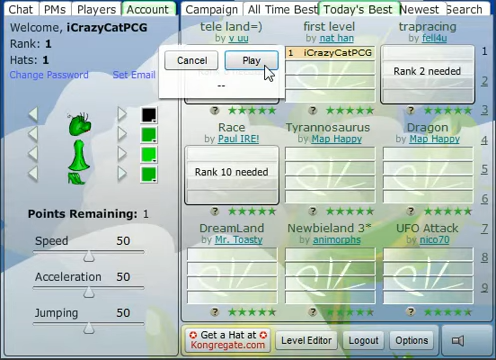 Chat PMs Players Account
Campaign All Time Best Today's Best Newest Search
Welcome, iCrazyCatPCG
Rank: 1
Hats: 1
Change Password Set Email
Points Remaining: 1
Speed 50
Acceleration 50
Jumping 50
Cancel Play
--
tele land=)
by v uu
first level
by nat han
1 iCrazyCatPCG
trapracing
by fell4u
Rank 2 needed
Race
by Paul IRE!
Rank 10 needed
Tyrannosaurus
by Map Happy
Dragon
by Map Happy
DreamLand
by Mr. Toasty
Newbieland 3*
by animorphs
UFO Attack
by nico70
? ? ?
? ? ?
? ? ?
1
2
3
4
5
6
7
8
9
Get a Hat at
Kongregate.com
Level Editor
Logout
Options